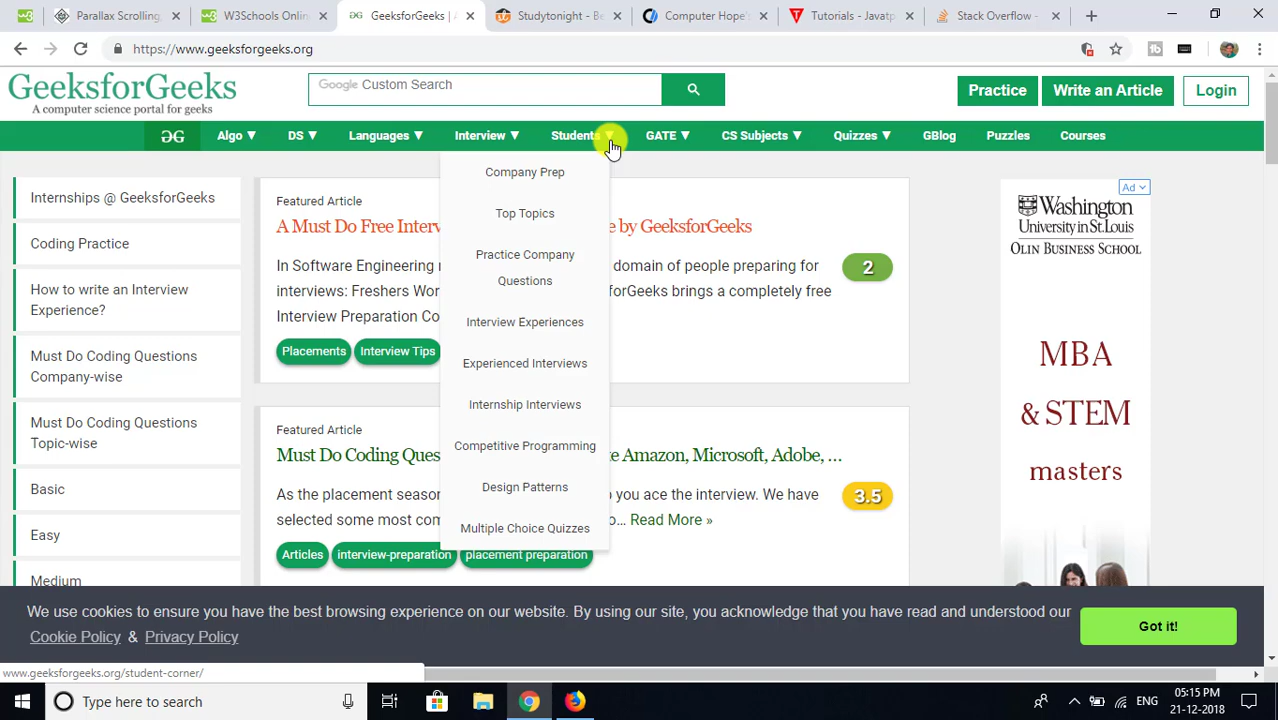 Parallax Scrolling,
W3Schools Onlin
GeeksforGeeks | A
Studytonight - Be
Computer Hope's
Tutorials - Javatp
Stack Overflow -
https://www.geeksforgeeks.org
GeeksforGeeks
A computer science portal for geeks
Google Custom Search
Practice
Write an Article
Login
Algo ▼
DS ▼
Languages ▼
Interview ▼
Students ▼
GATE ▼
CS Subjects ▼
Quizzes ▼
GBlog
Puzzles
Courses
Company Prep
Top Topics
Practice Company
Questions
Interview Experiences
Experienced Interviews
Internship Interviews
Competitive Programming
Design Patterns
Multiple Choice Quizzes
Internships @ GeeksforGeeks
Coding Practice
How to write an Interview
Experience?
Must Do Coding Questions
Company-wise
Must Do Coding Questions
Topic-wise
Basic
Easy
Medium
Featured Article
A Must Do Free Interv e by GeeksforGeeks
In Software Engineering domain of people preparing for
interviews: Freshers Wor forGeeks brings a completely free
Interview Preparation Co
2
Placements
Interview Tips
Featured Article
Must Do Coding Ques e Amazon, Microsoft, Adobe, ...
As the placement season o you ace the interview. We have
selected some most com o... Read More »
3.5
Articles
interview-preparation
placement preparation
Ad
Washington
University in St. Louis
OLIN BUSINESS SCHOOL
MBA
& STEM
masters
We use cookies to ensure you have the best browsing experience on our website. By using our site, you acknowledge that you have read and understood our
Cookie Policy & Privacy Policy
Got it!
www.geeksforgeeks.org/student-corner/
Type here to search
ENG
05:15 PM
21-12-2018